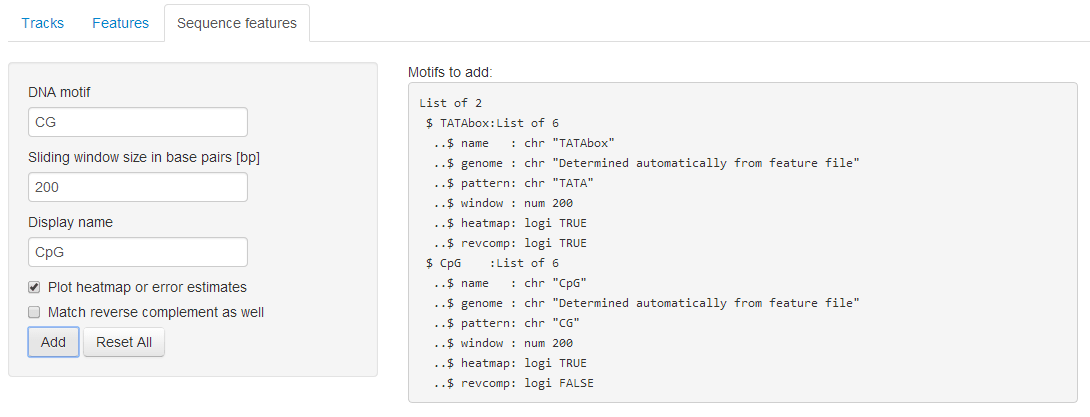 Tracks Features Sequence features
DNA motif
CG
Sliding window size in base pairs [bp]
200
Display name
CpG
Plot heatmap or error estimates
Match reverse complement as well
Add Reset All
Motifs to add:
List of 2
 $ TATAbox:List of 6
  ..$ name   : chr "TATAbox"
  ..$ genome : chr "Determined automatically from feature file"
  ..$ pattern: chr "TATA"
  ..$ window : num 200
  ..$ heatmap: logi TRUE
  ..$ revcomp: logi TRUE
 $ CpG    :List of 6
  ..$ name   : chr "CpG"
  ..$ genome : chr "Determined automatically from feature file"
  ..$ pattern: chr "CG"
  ..$ window : num 200
  ..$ heatmap: logi TRUE
  ..$ revcomp: logi FALSE